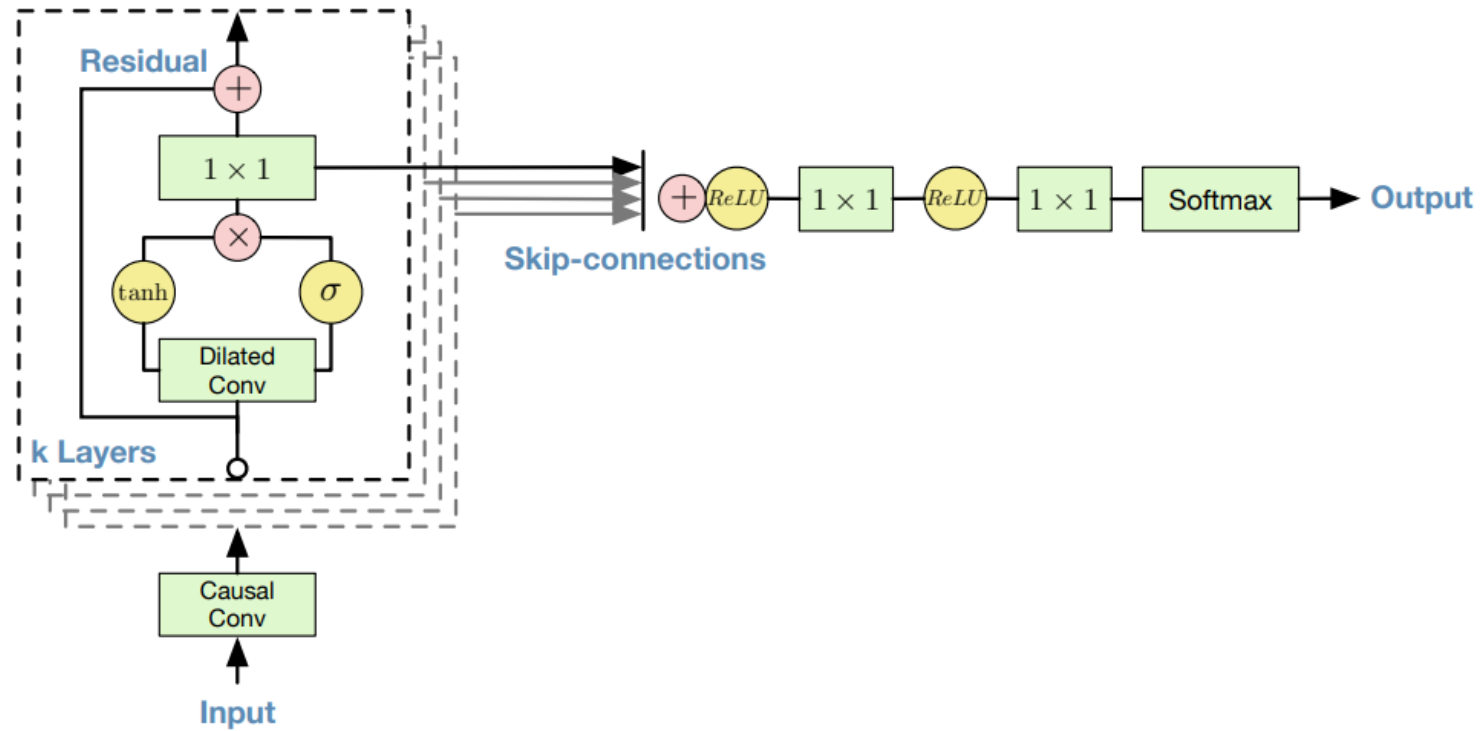 Residual
+
1 × 1
×
tanh
σ
Dilated
Conv
k Layers
Causal
Conv
Input
Skip-connections
+ ReLU 1 × 1 ReLU 1 × 1 Softmax Output